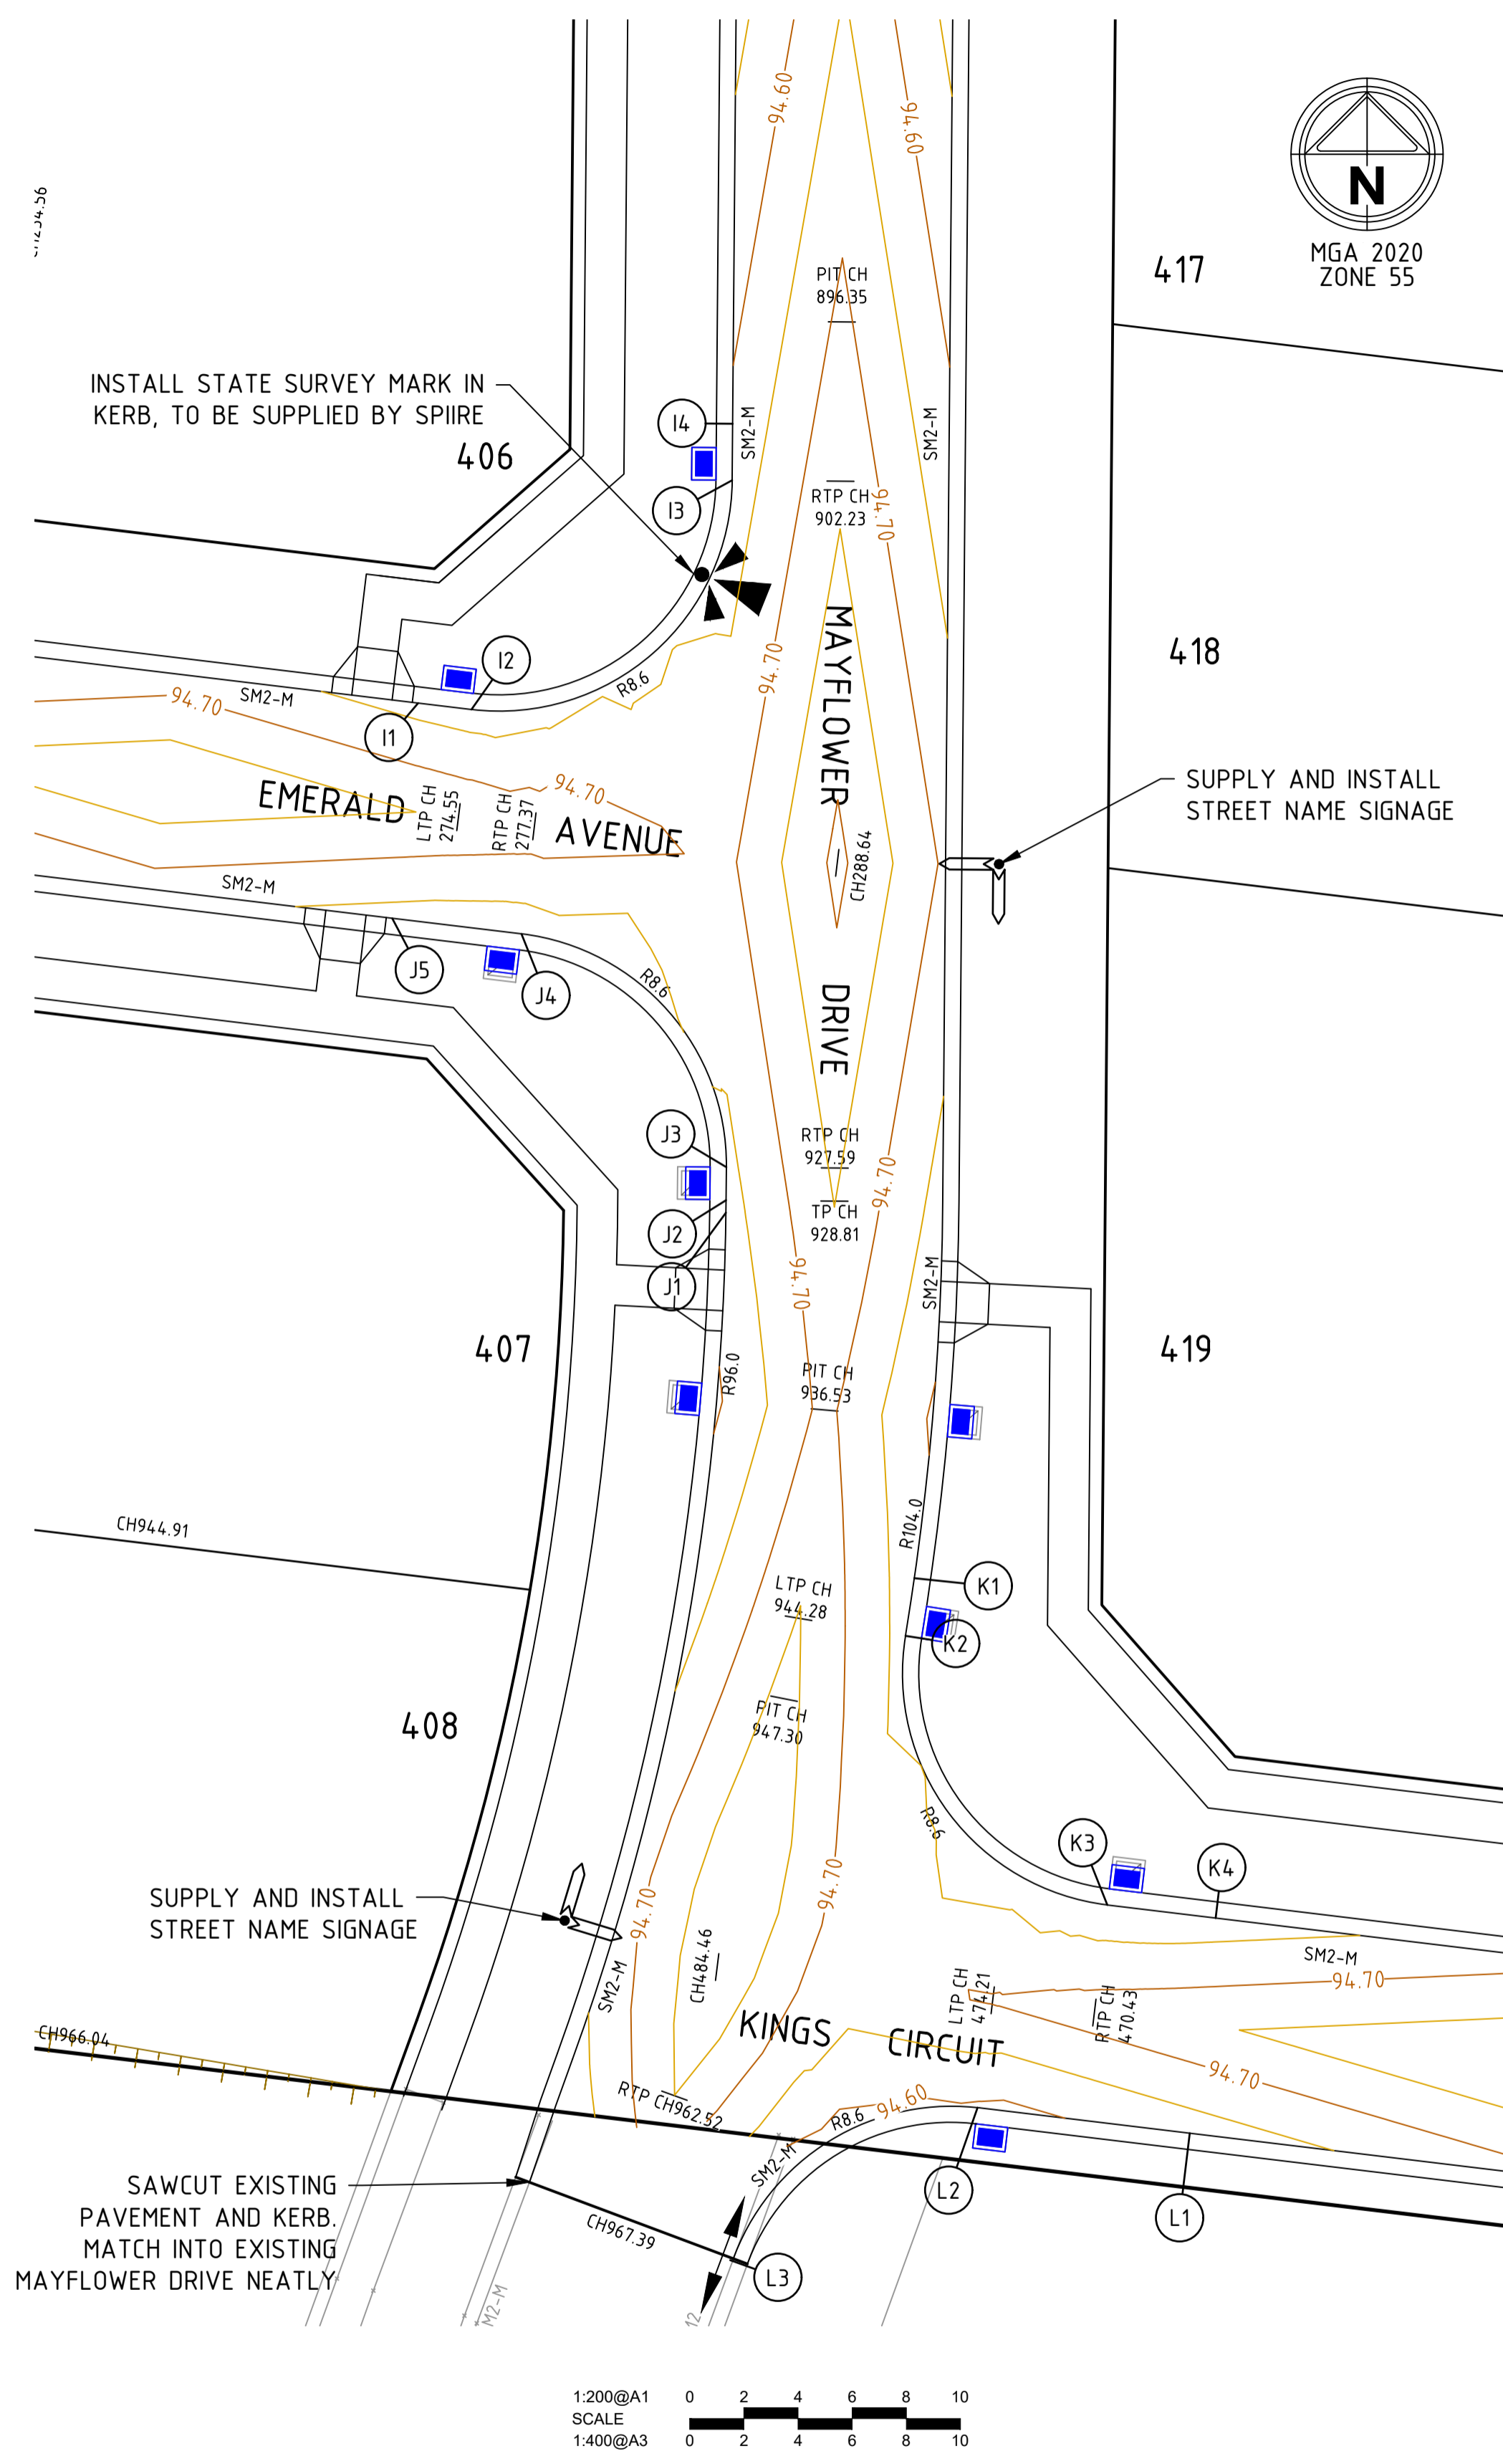 94.60
94.60
N
MGA 2020
ZONE 55
417
PIT CH
896.35
INSTALL STATE SURVEY MARK IN
KERB, TO BE SUPPLIED BY SPIIRE
406
I4
SM2-M
SM2-M
I3
RTP CH
902.23
94.70
MAYFLOWER
DRIVE
418
94.70
I2
R8.6
SM2-M
94.70
I1
94.70
EMERALD
AVENUE
LTP CH
274.55
RTP CH
277.37
CH288.64
SUPPLY AND INSTALL
STREET NAME SIGNAGE
SM2-M
J5
J4
R8.6
J3
RTP CH
927.59
94.70
J2
TP CH
928.81
J1
94.70
SM2-M
407
419
R96.0
PIT CH
936.53
CH944.91
R104.0
LTP CH
944.28
K1
K2
408
PIT CH
947.30
R8.6
K3
K4
94.70
94.70
SUPPLY AND INSTALL
STREET NAME SIGNAGE
SM2-M
CH484.46
SM2-M
94.70
LTP CH
474.21
RTP CH
470.43
KINGS
CIRCUIT
CH966.04
94.70
RTP CH962.52
R8.6
94.60
SM2-M
SAWCUT EXISTING
PAVEMENT AND KERB.
MATCH INTO EXISTING
MAYFLOWER DRIVE NEATLY
L2
L1
CH967.39
L3
M2-M
12
1:200@A1
0 2 4 6 8 10
SCALE
1:400@A3
0 2 4 6 8 10